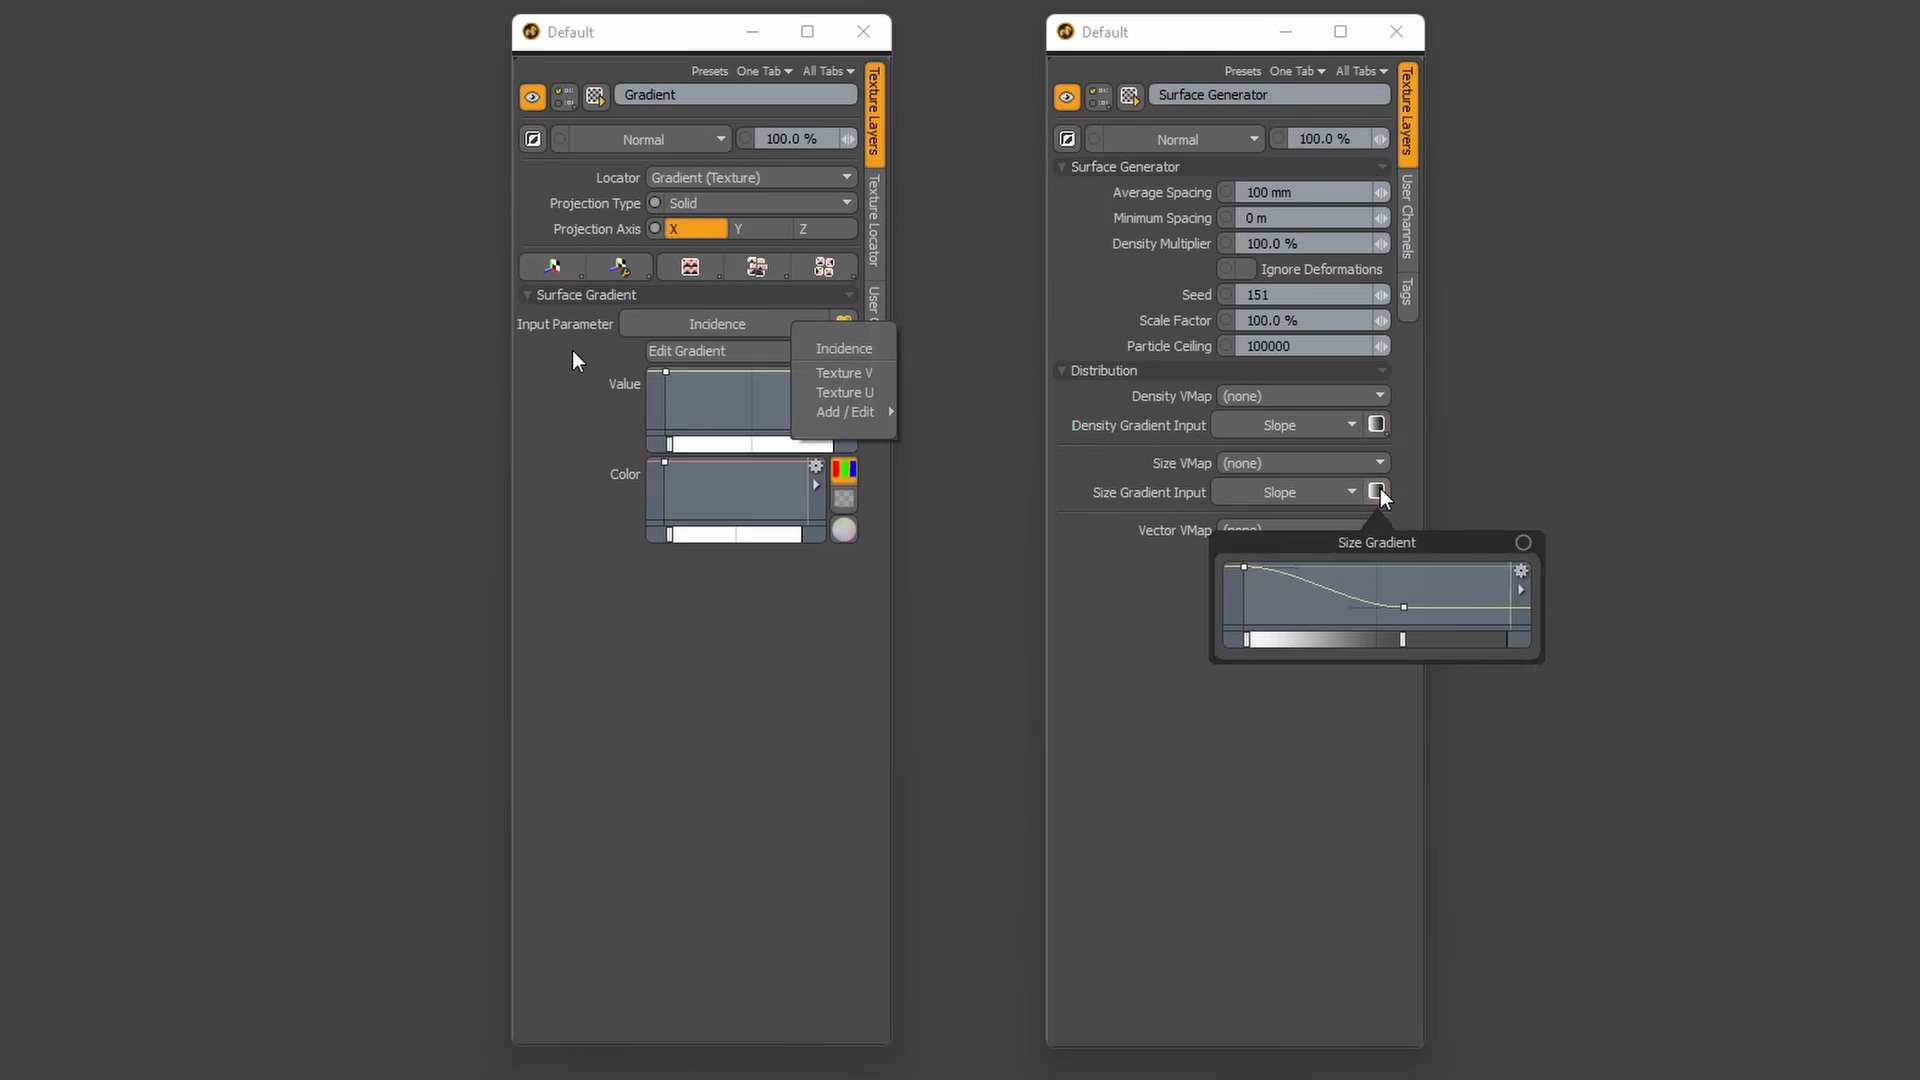 Default
Presets One Tab All Tabs
Gradient
Normal 100.0 %
Locator Gradient (Texture)
Projection Type Solid
Projection Axis X Y Z
Surface Gradient
Input Parameter Incidence
Edit Gradient
Value
Color
Incidence
Texture V
Texture U
Add / Edit
Texture Layers
Texture Locator
User
Default
Presets One Tab All Tabs
Surface Generator
Normal 100.0 %
Surface Generator
Average Spacing 100 mm
Minimum Spacing 0 m
Density Multiplier 100.0 %
Ignore Deformations
Seed 151
Scale Factor 100.0 %
Particle Ceiling 100000
Distribution
Density VMap (none)
Density Gradient Input Slope
Size VMap (none)
Size Gradient Input Slope
Vector VMap (none)
Size Gradient
Texture Layers
User Channels
Tags